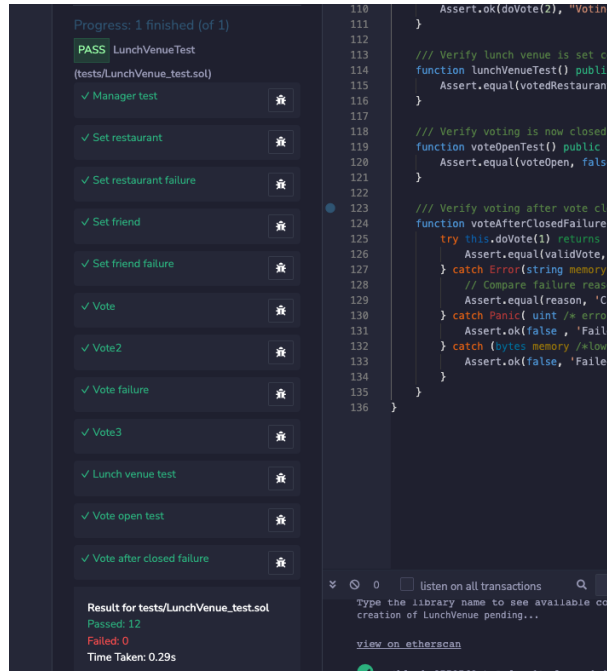 Progress: 1 finished (of 1)
PASS LunchVenueTest
(tests/LunchVenue_test.sol)
✓ Manager test
✓ Set restaurant
✓ Set restaurant failure
✓ Set friend
✓ Set friend failure
✓ Vote
✓ Vote2
✓ Vote failure
✓ Vote3
✓ Lunch venue test
✓ Vote open test
✓ Vote after closed failure
Result for tests/LunchVenue_test.sol
Passed: 12
Failed: 0
Time Taken: 0.29s
110 Assert.ok(doVote(2), "Votin
111 }
112
113 /// Verify lunch venue is set c
114 function lunchVenueTest() publi
115 Assert.equal(votedRestauran
116 }
117
118 /// Verify voting is now closed
119 function voteOpenTest() public
120 Assert.equal(voteOpen, fals
121 }
122
123 /// Verify voting after vote cl
124 function voteAfterClosedFailure
125 try this.doVote(1) returns
126 Assert.equal(validVote,
127 } catch Error(string memory
128 // Compare failure reas
129 Assert.equal(reason, 'C
130 } catch Panic( uint /* erro
131 Assert.ok(false , 'Fail
132 } catch (bytes memory /*low
133 Assert.ok(false, 'Faile
134 }
135 }
136 }
0 listen on all transactions
Type the library name to see available co
creation of LunchVenue pending...
view on etherscan